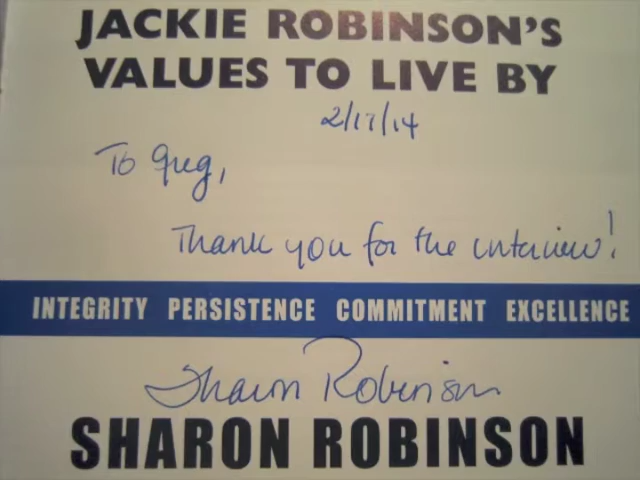 JACKIE ROBINSON'S
VALUES TO LIVE BY
2/17/14
To Greg,
Thank you for the interview!
INTEGRITY PERSISTENCE COMMITMENT EXCELLENCE
Sharon Robinson
SHARON ROBINSON